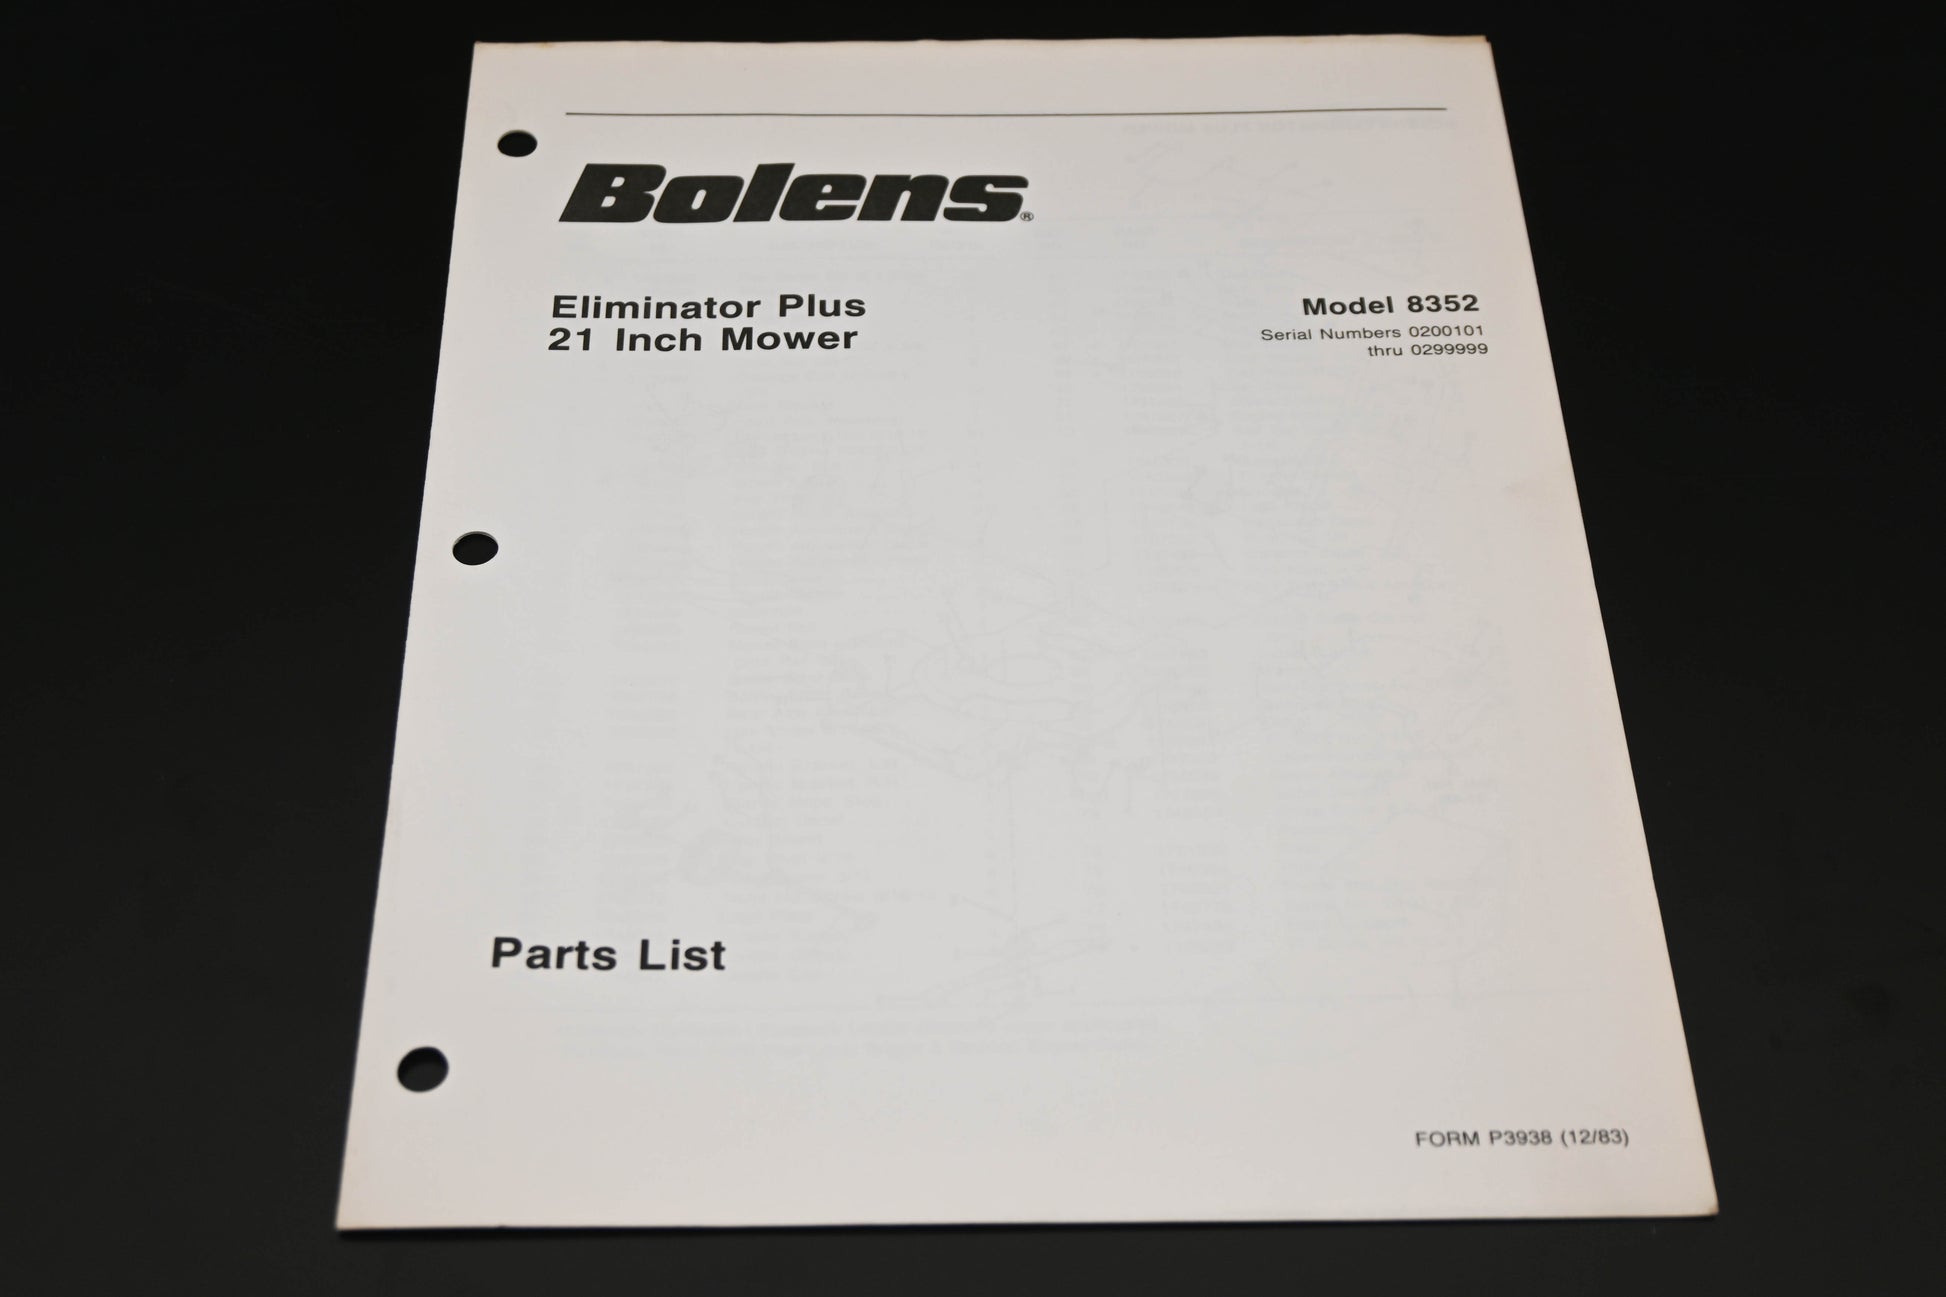 Bolens®
Eliminator Plus
21 Inch Mower
Model 8352
Serial Numbers 0200101
thru 0299999
Parts List
FORM P3938 (12/83)